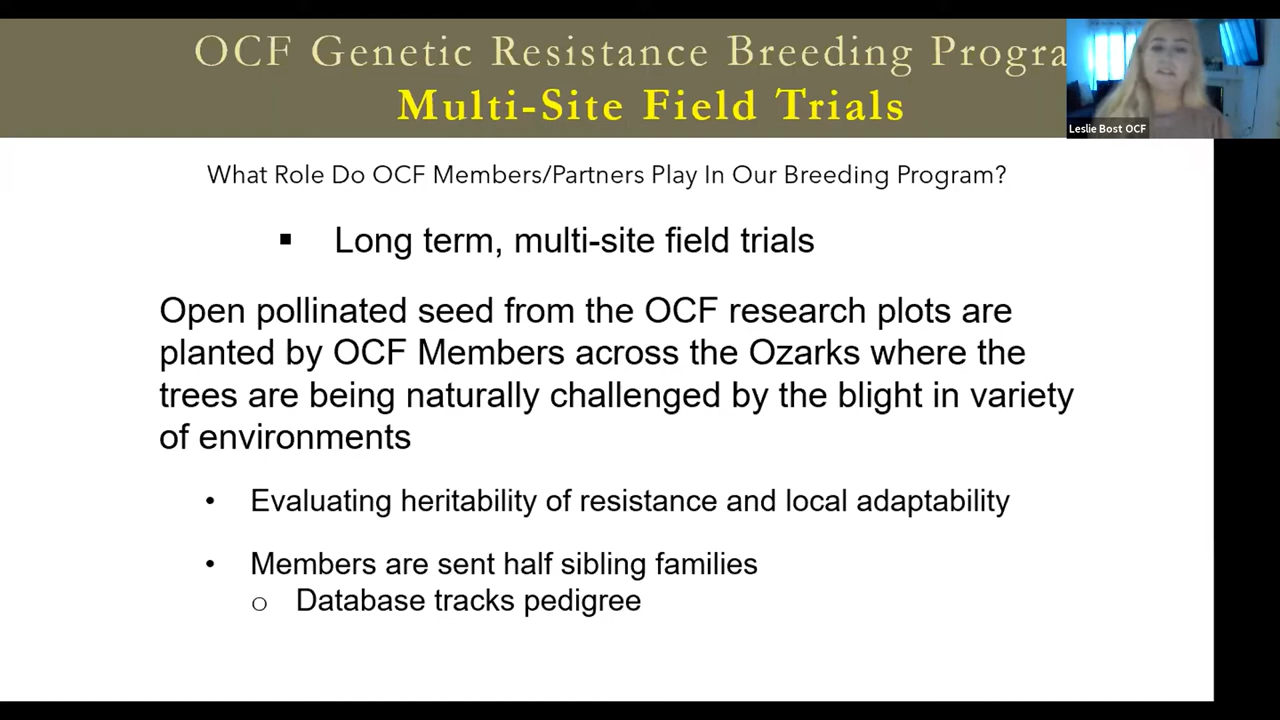 OCF Genetic Resistance Breeding Progra
Multi-Site Field Trials
Leslie Bost OCF
What Role Do OCF Members/Partners Play In Our Breeding Program?
▪ Long term, multi-site field trials
Open pollinated seed from the OCF research plots are
planted by OCF Members across the Ozarks where the
trees are being naturally challenged by the blight in variety
of environments
• Evaluating heritability of resistance and local adaptability
• Members are sent half sibling families
o Database tracks pedigree